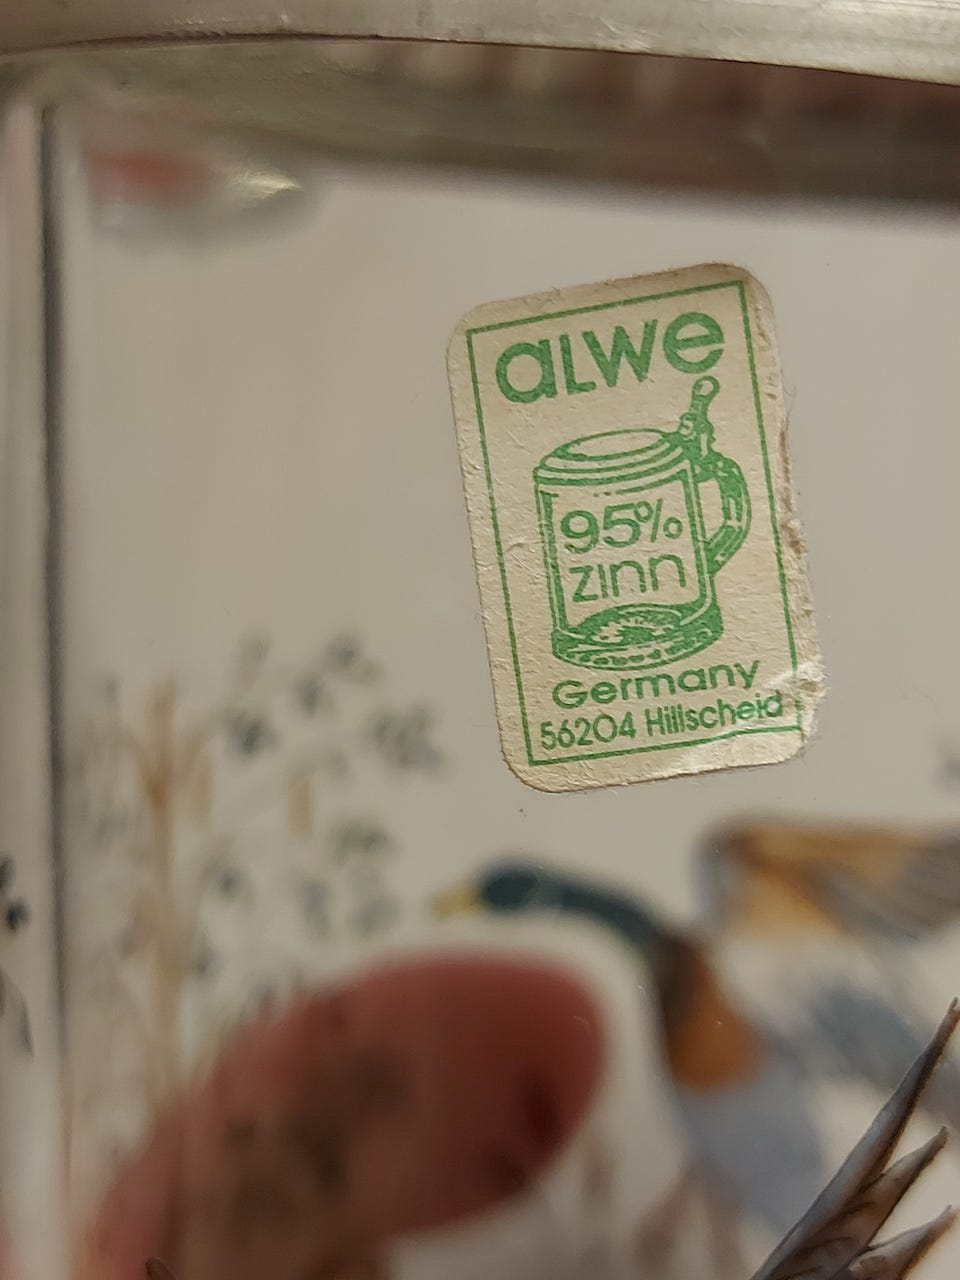 alwe
95%
zinn
Germany
56204 Hillscheid